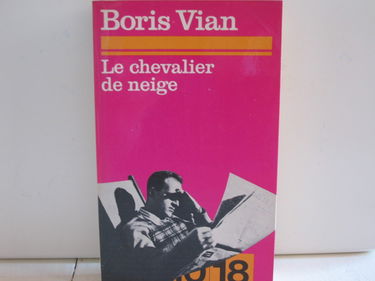 Boris Vian
Le chevalier
de neige
10 18